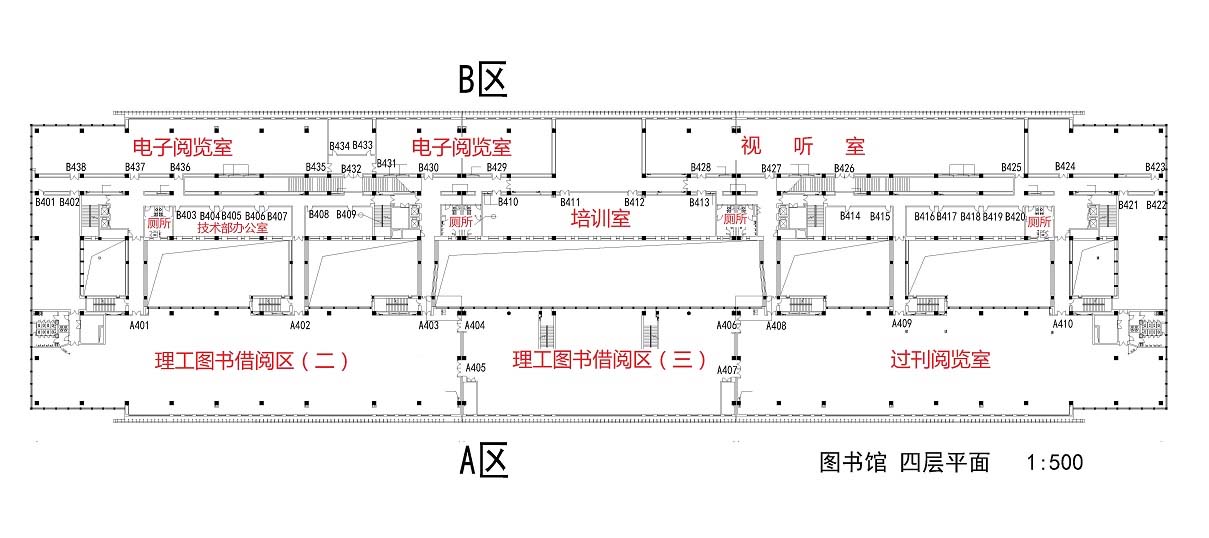 B区
电子阅览室
电子阅览室
视 听 室
B434 B433
B438 B437 B436 B435 B432 B431 B430 B429 B428 B427 B426 B425 B424 B423
B401 B402 B410 B411 B412 B413 B421 B422
B403 B404 B405 B406 B407 B408 B409 B414 B415 B416 B417 B418 B419 B420
厕所 技术部办公室 厕所 培训室 厕所 厕所
A401 A402 A403 A404 A406 A408 A409 A410
理工图书借阅区（二） 理工图书借阅区（三） 过刊阅览室
A405 A407
A区
图书馆 四层平面 1:500